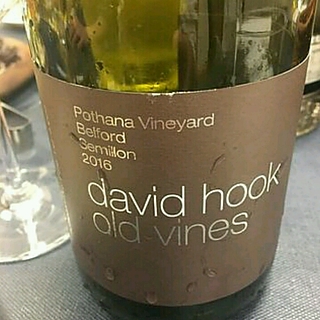 Pothana Vineyard
Belford
Semillon
2016
david hook
old vines